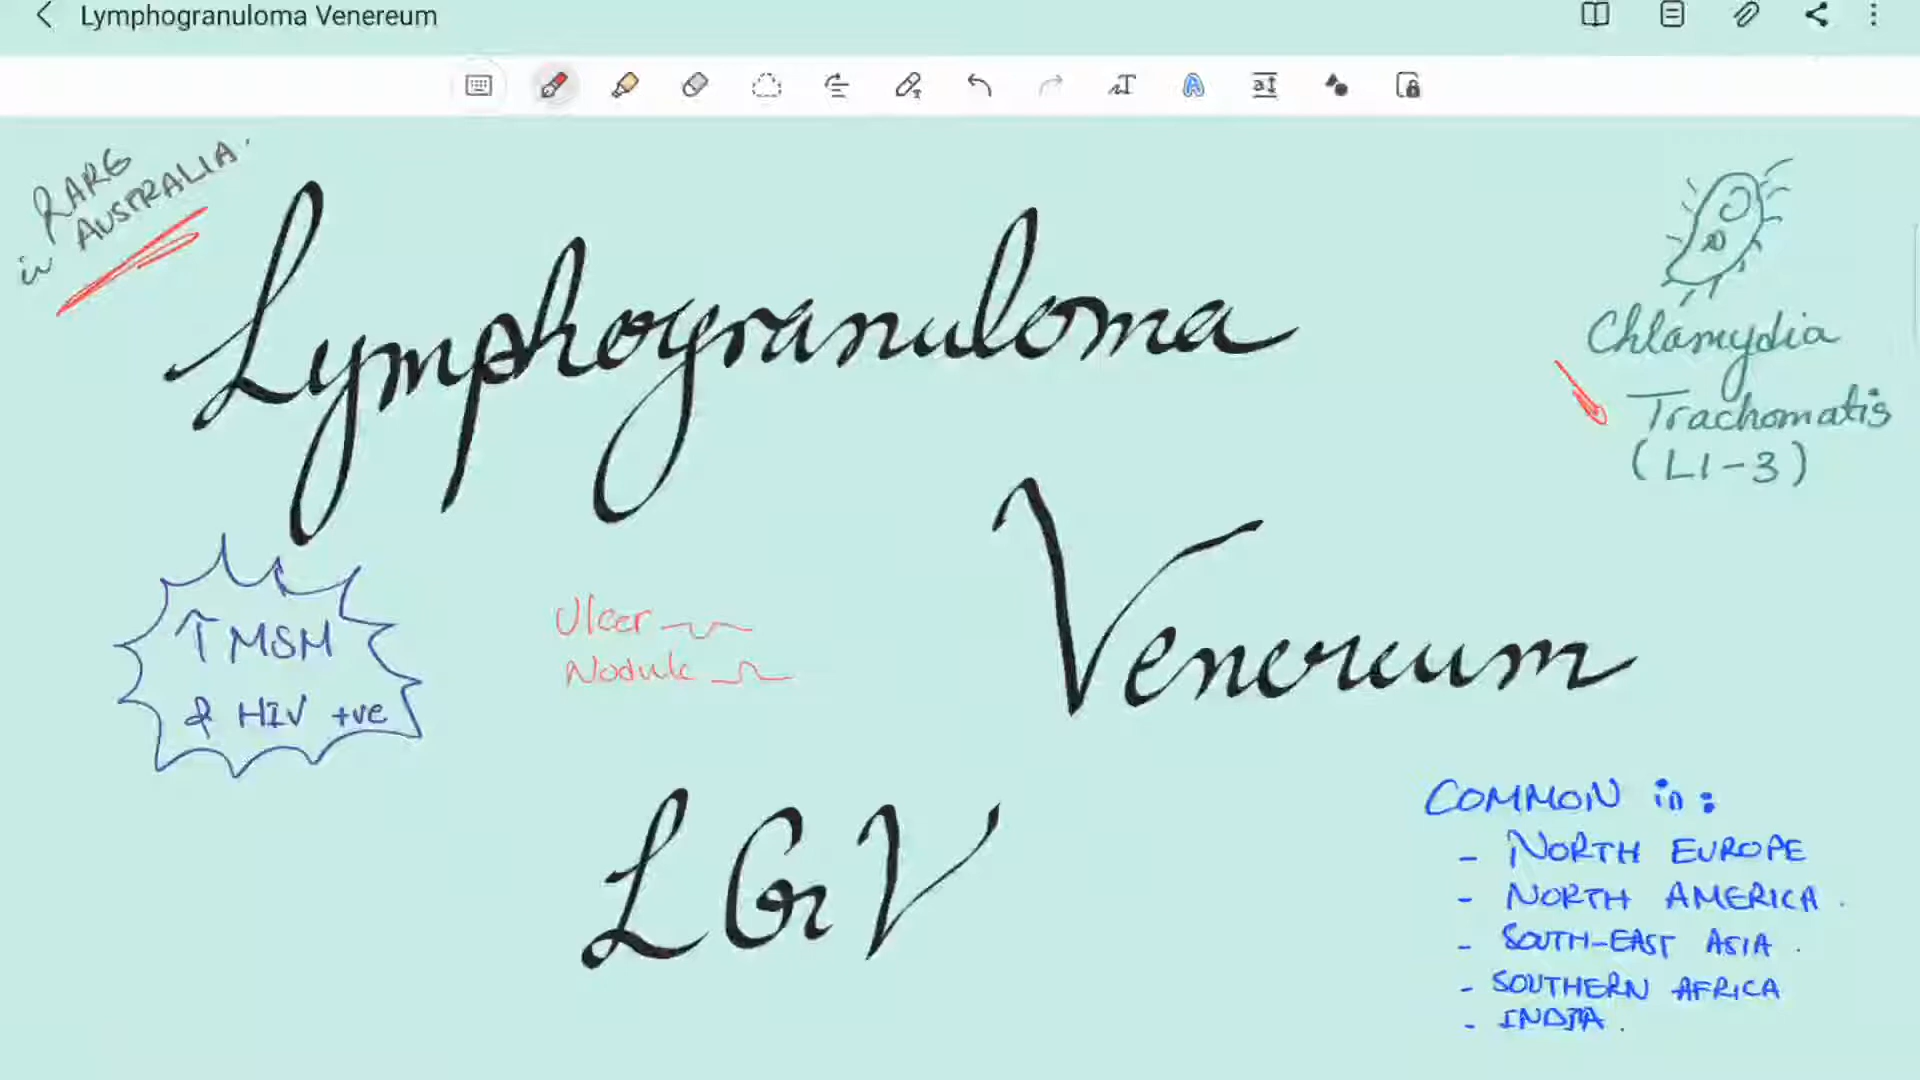 Lymphogranuloma Venereum
RARE
in AUSTRALIA.
Lymphogranuloma
Venereum
LGV
Chlamydia
Trachomatis
(L1-3)
↑ MSM
& HIV +ve
Ulcer
Nodule
COMMON in:
- NORTH EUROPE
- NORTH AMERICA.
- SOUTH-EAST ASIA.
- SOUTHERN AFRICA
- INDIA.